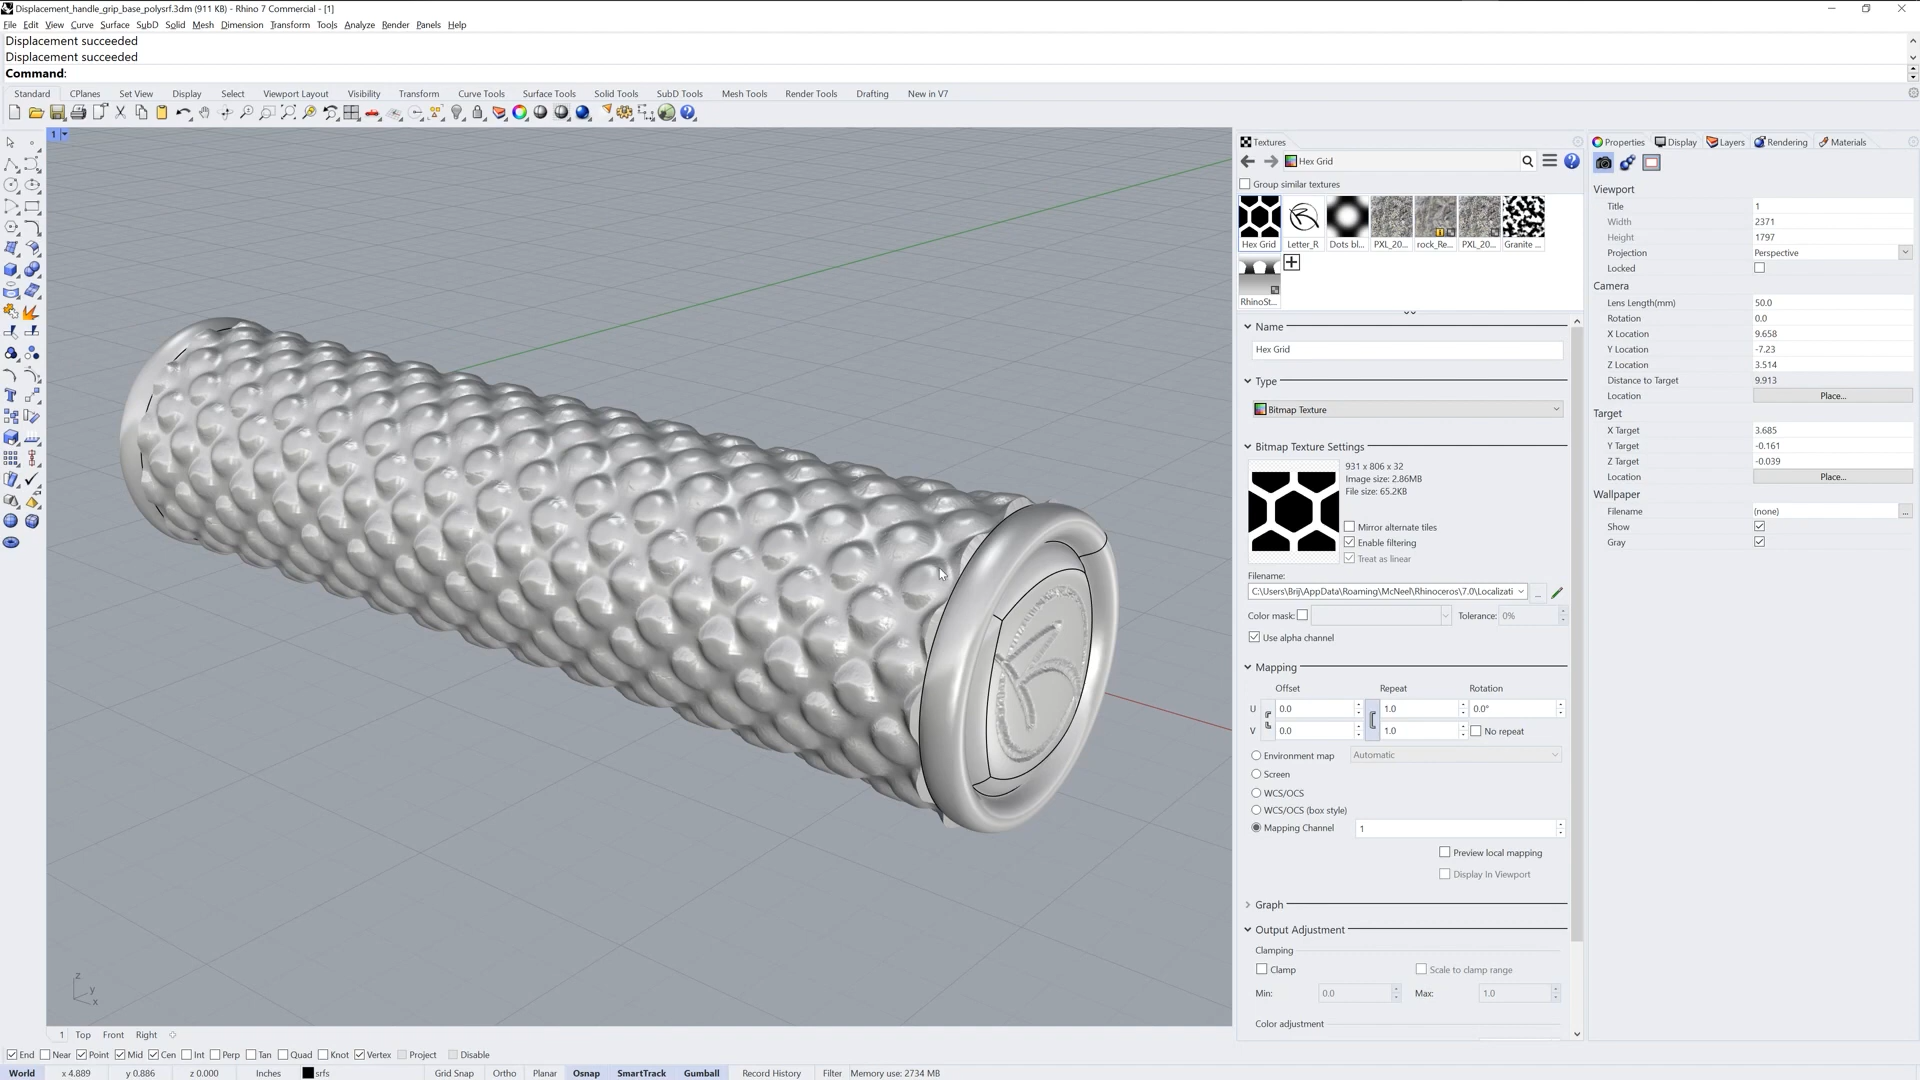 Displacement_handle_grip_base_polysrf.3dm (911 KB) - Rhino 7 Commercial - [1]
File Edit View Curve Surface SubD Solid Mesh Dimension Transform Tools Analyze Render Panels Help
Displacement succeeded
Displacement succeeded
Command:
Standard CPlanes Set View Display Select Viewport Layout Visibility Transform Curve Tools Surface Tools Solid Tools SubD Tools Mesh Tools Render Tools Drafting New in V7
1
Textures
Hex Grid
Group similar textures
Hex Grid Letter_R Dots bl... PXL_20... rock_Re... PXL_20... Granite ...
RhinoSt...
Name
Hex Grid
Type
Bitmap Texture
Bitmap Texture Settings
931 x 806 x 32
Image size: 2.86MB
File size: 65.2KB
Mirror alternate tiles
Enable filtering
Treat as linear
Filename:
C:\Users\Brij\AppData\Roaming\McNeel\Rhinoceros\7.0\Localizati ...
Color mask: Tolerance: 0%
Use alpha channel
Mapping
Offset Repeat Rotation
U 0.0 1.0 0.0°
V 0.0 1.0 No repeat
Environment map Automatic
Screen
WCS/OCS
WCS/OCS (box style)
Mapping Channel 1
Preview local mapping
Display In Viewport
Graph
Output Adjustment
Clamping
Clamp Scale to clamp range
Min: 0.0 Max: 1.0
Color adjustment
Properties Display Layers Rendering Materials
Viewport
Title 1
Width 2371
Height 1797
Projection Perspective
Locked
Camera
Lens Length(mm) 50.0
Rotation 0.0
X Location 9.658
Y Location -7.23
Z Location 3.514
Distance to Target 9.913
Location Place...
Target
X Target 3.685
Y Target -0.161
Z Target -0.039
Location Place...
Wallpaper
Filename (none) ...
Show
Gray
R
z
y
x
1 Top Front Right
End Near Point Mid Cen Int Perp Tan Quad Knot Vertex Project Disable
World x 4.889 y 0.886 z 0.000 Inches srfs Grid Snap Ortho Planar Osnap SmartTrack Gumball Record History Filter Memory use: 2734 MB